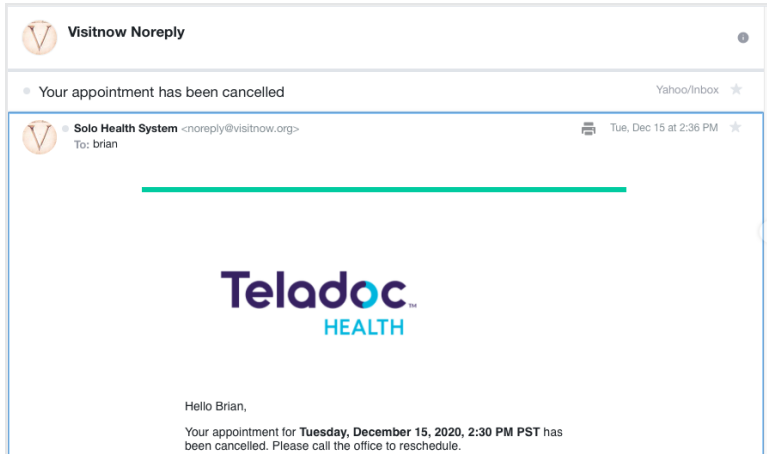 Visitnow Noreply
Your appointment has been cancelled
Yahoo/Inbox
Solo Health System <noreply@visitnow.org>
Tue, Dec 15 at 2:36 PM
To: brian
Teladoc™
HEALTH
Hello Brian,
Your appointment for Tuesday, December 15, 2020, 2:30 PM PST has
been cancelled. Please call the office to reschedule.